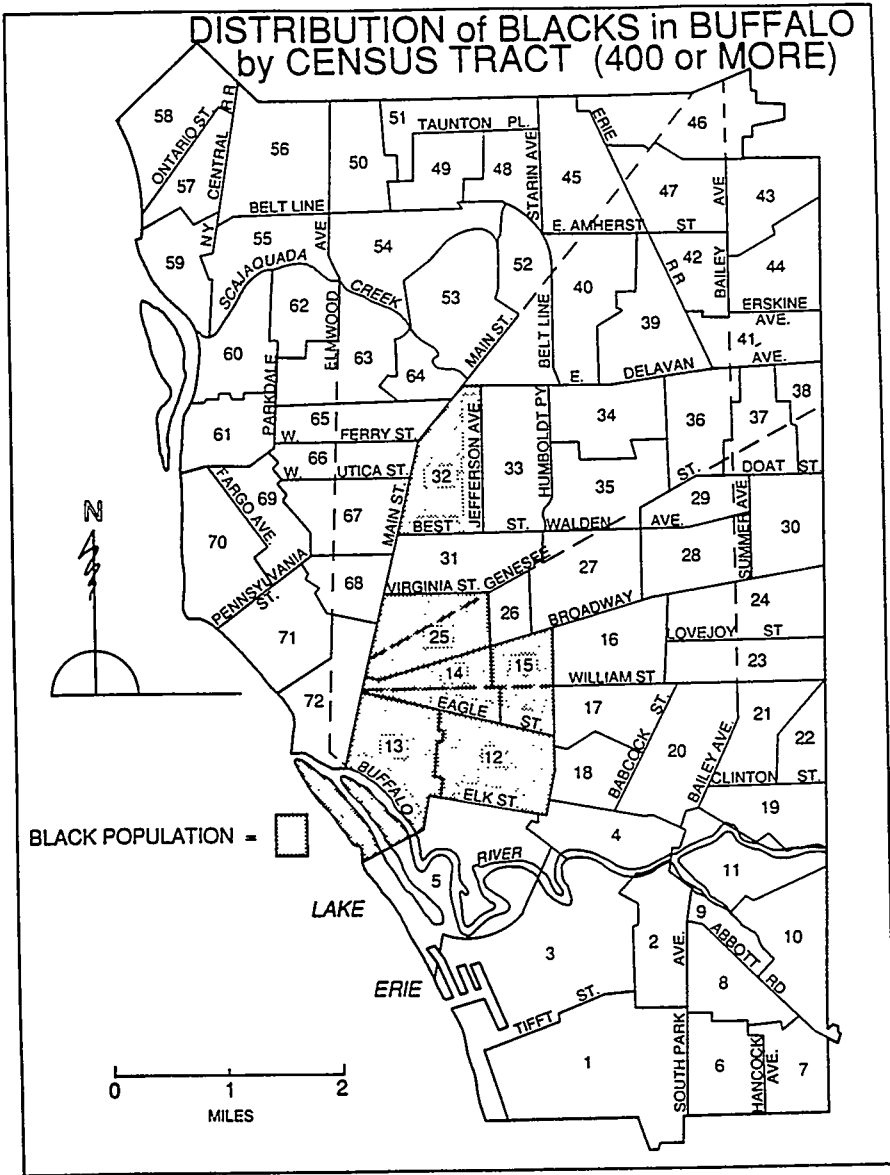 DISTRIBUTION of BLACKS in BUFFALO
by CENSUS TRACT (400 or MORE)
58
ONTARIO ST.
57
NY CENTRAL RR
56
50
51
TAUNTON PL.
49
48
STARIN AVE
45
ERIE RR
46
47
BAILEY AVE
43
BELT LINE
E. AMHERST ST
59
55
SCAJAQUADA CREEK
54
52
42
44
ERSKINE AVE.
62
ELMWOOD AVE
53
40
39
41
60
63
MAIN ST.
BELT LINE
64
E. DELAVAN AVE.
PARKDALE
65
W. FERRY ST.
61
JEFFERSON AVE.
HUMBOLDT PY
34
36
37
38
66
W. UTICA ST.
32
33
DOAT ST
FARGO AVE.
69
67
MAIN ST.
35
29
SUMMER AVE
30
N
70
BEST ST.
WALDEN AVE.
PENNSYLVANIA ST.
68
31
GENESEE ST.
27
28
VIRGINIA ST.
26
BROADWAY
24
71
25
16
LOVEJOY ST
14
15
23
WILLIAM ST
72
EAGLE ST.
17
BABCOCK ST.
21
13
12
18
20
BAILEY AVE.
22
CLINTON ST.
BUFFALO RIVER
ELK ST.
19
BLACK POPULATION =
4
11
5
LAKE ERIE
9
ABBOTT RD
10
3
2
8
TIFFT ST.
SOUTH PARK AVE.
1
6
HANCOCK AVE.
7
0 1 2
MILES